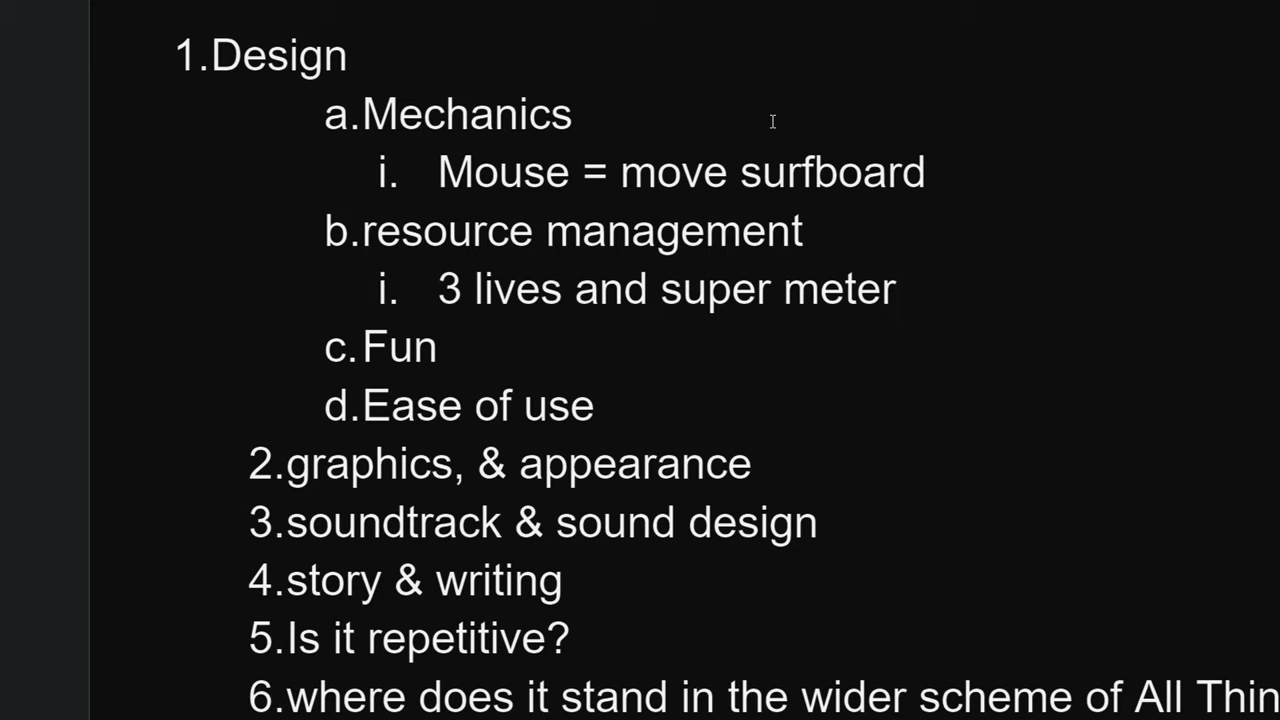 1.Design
a.Mechanics
i. Mouse = move surfboard
b.resource management
i. 3 lives and super meter
c.Fun
d.Ease of use
2.graphics, & appearance
3.soundtrack & sound design
4.story & writing
5.Is it repetitive?
6.where does it stand in the wider scheme of All Thin